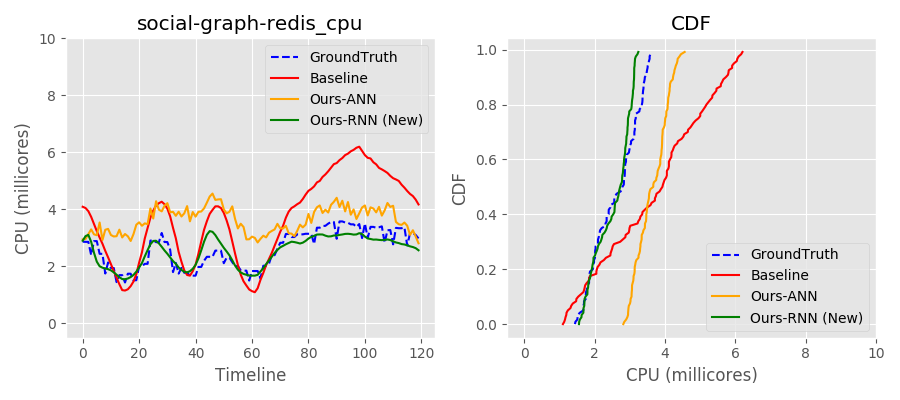 social-graph-redis_cpu
CPU (millicores)
10
8
6
4
2
0
GroundTruth
Baseline
Ours-ANN
Ours-RNN (New)
0 20 40 60 80 100 120
Timeline
CDF
CDF
1.0
0.8
0.6
0.4
0.2
0.0
GroundTruth
Baseline
Ours-ANN
Ours-RNN (New)
0 2 4 6 8 10
CPU (millicores)